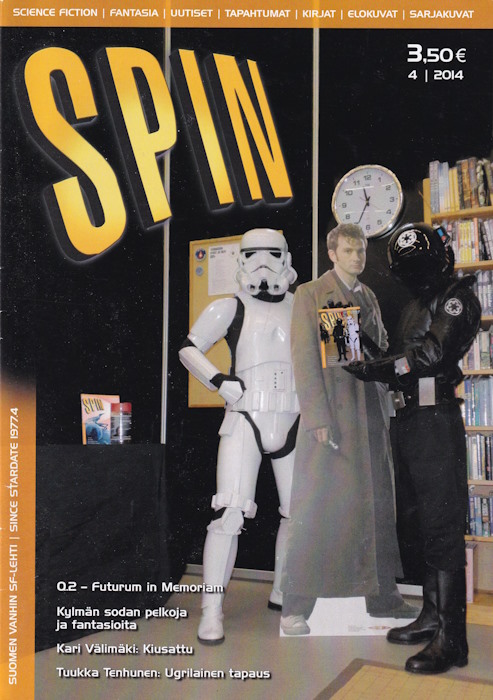 SCIENCE FICTION | FANTASIA | UUTISET | TAPAHTUMAT | KIRJAT | ELOKUVAT | SARJAKUVAT
SPIN
3,50 €
4 | 2014
SPIN
SPIN
SUOMEN VANHIN SF-LEHTI | SINCE STARDATE 1977.4
Q.2 – Futurum in Memoriam
Kylmän sodan pelkoja
ja fantasioita
Kari Välimäki: Kiusattu
Tuukka Tenhunen: Ugrilainen tapaus